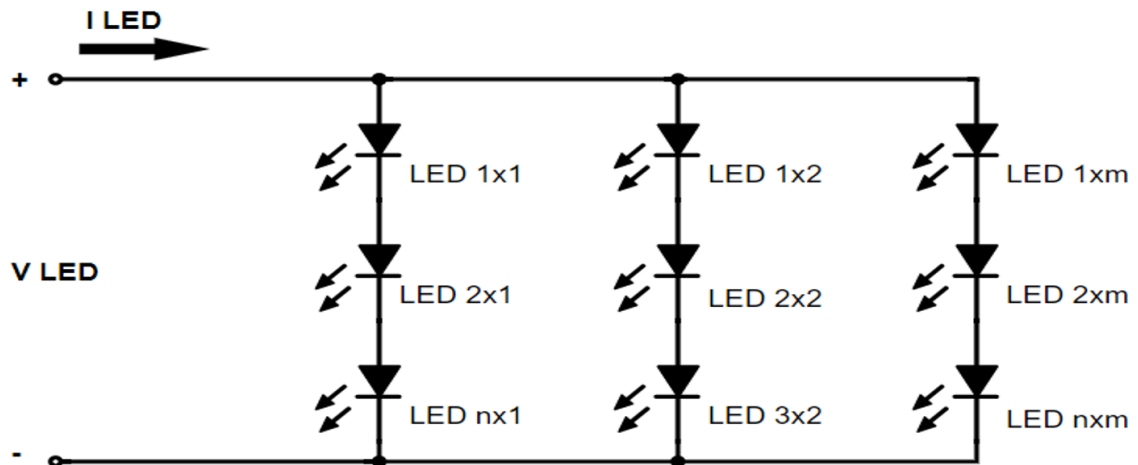 I LED
+
LED 1x1 LED 1x2 LED 1xm
V LED
LED 2x1 LED 2x2 LED 2xm
LED nx1 LED 3x2 LED nxm
-